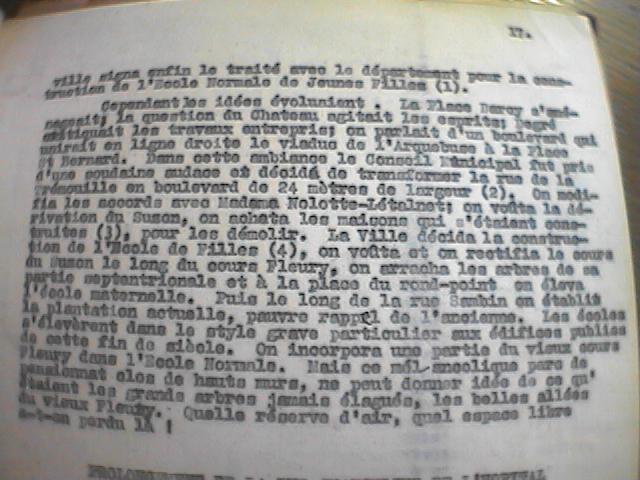 17.
ville signa enfin le traité avec le département pour la cons-
truction de l'Ecole Normale de Jeunes Filles (1).
Cependant les idées évoluaient . La Place Darcy s'amé-
nageait; la question du Chateau agitait les esprits; Degré
critiquait les travaux entrepris; on parlait d'un boulevard qui
unirait en ligne droite le viaduc de l'Arquebuse à la Place
St Bernard. Dans cette ambiance le Conseil Municipal fut pris
d'une soudaine audace et décida de transformer la rue de la
Trémouille en boulevard de 24 mètres de largeur (2). On modi-
fia les accords avec Madame Nolotte-Létalnet; on voûta la dé-
rivation du Suzon, on acheta les maisons qui s'étaient cons-
truites (3), pour les démolir. La Ville décida la construc-
tion de l'Ecole de Filles (4), on voûta et on rectifia le cours
du Suzon le long du cours Fleury, on arracha les arbres de sa
partie septentrionale et à la place du rond-point on éleva
l'école maternelle. Puis le long de la rue Sambin on établit
la plantation actuelle, pauvre rappel de l'ancienne. Les écoles
s'élevèrent dans le style grave particulier aux édifices publics
de cette fin de siècle. On incorpora une partie du vieux cours
Fleury dans l'Ecole Normale. Mais ce mélancolique parc de
pensionnat clos de hauts murs, ne peut donner idée de ce qu'
étaient les grands arbres jamais élagués, les belles allées
du vieux Fleury. Quelle réserve d'air, quel espace libre
a-t-on perdu là !
PROLONGEMENT DE LA L'HOPITAL